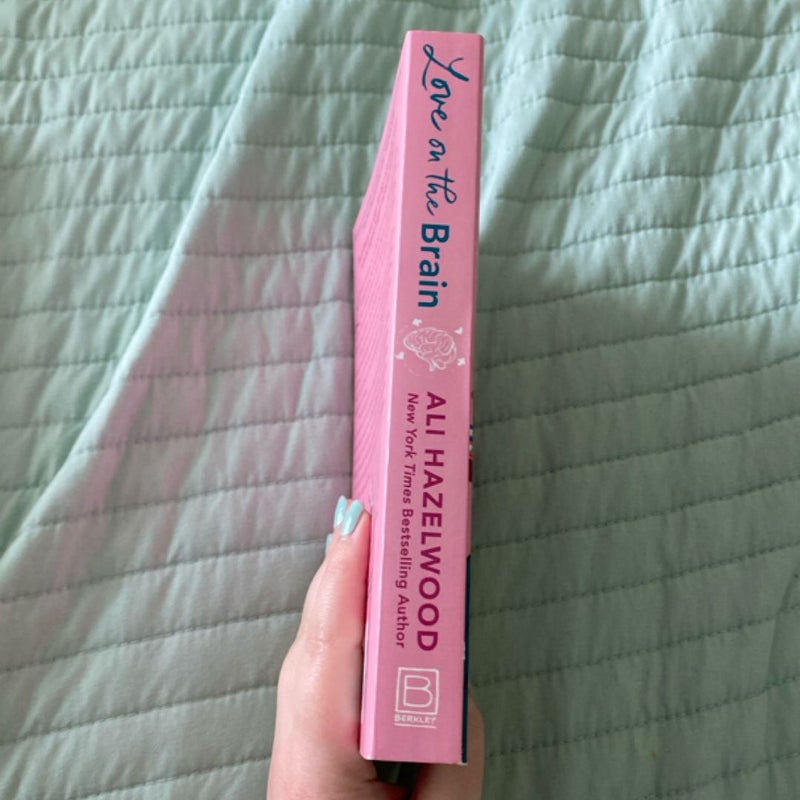 Love on the Brain
ALI HAZELWOOD
New York Times Bestselling Author
B
BERKLEY